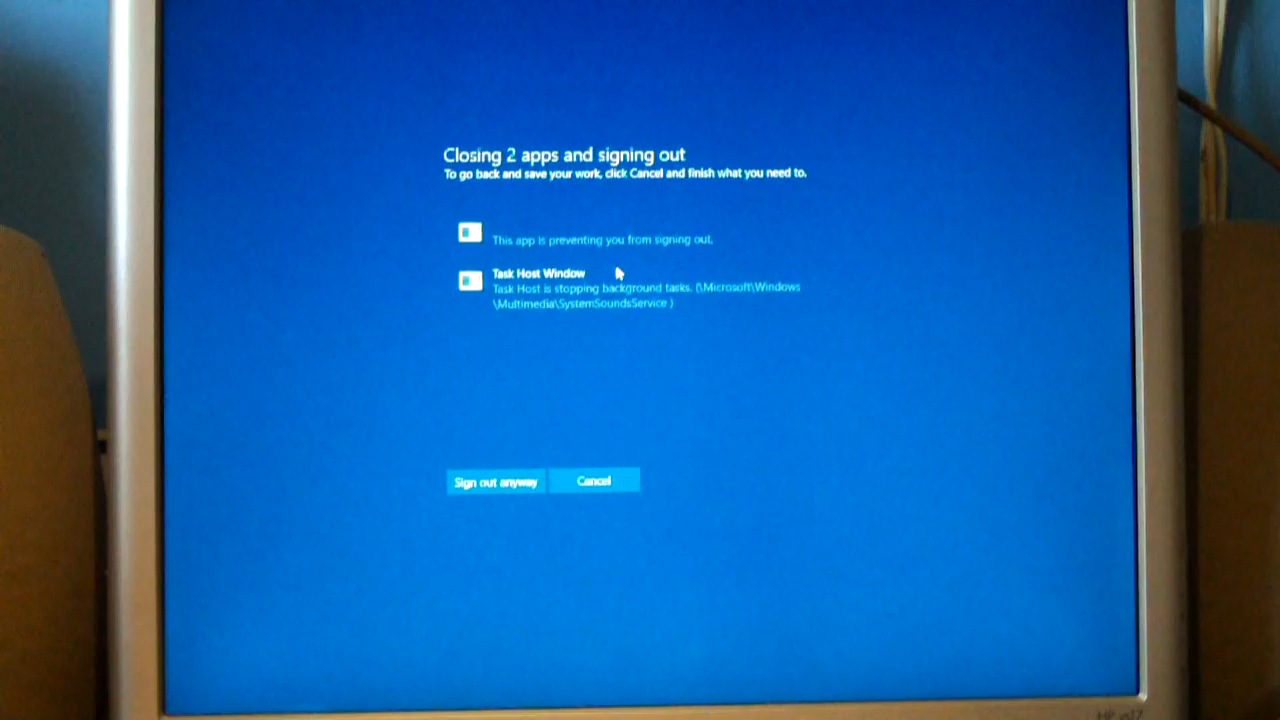 Closing 2 apps and signing out
To go back and save your work, click Cancel and finish what you need to.
This app is preventing you from signing out.
Task Host Window
Task Host is stopping background tasks. (\Microsoft\Windows
\Multimedia\SystemSoundsService )
Sign out anyway
Cancel